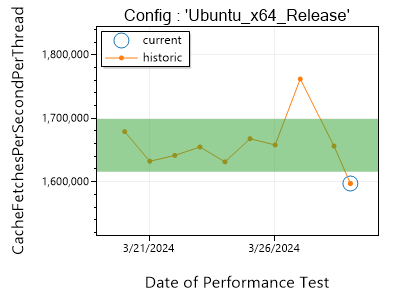 Config : 'Ubuntu_x64_Release'
current
historic
CacheFetchesPerSecondPerThread
1,800,000
1,700,000
1,600,000
3/21/2024
3/26/2024
Date of Performance Test